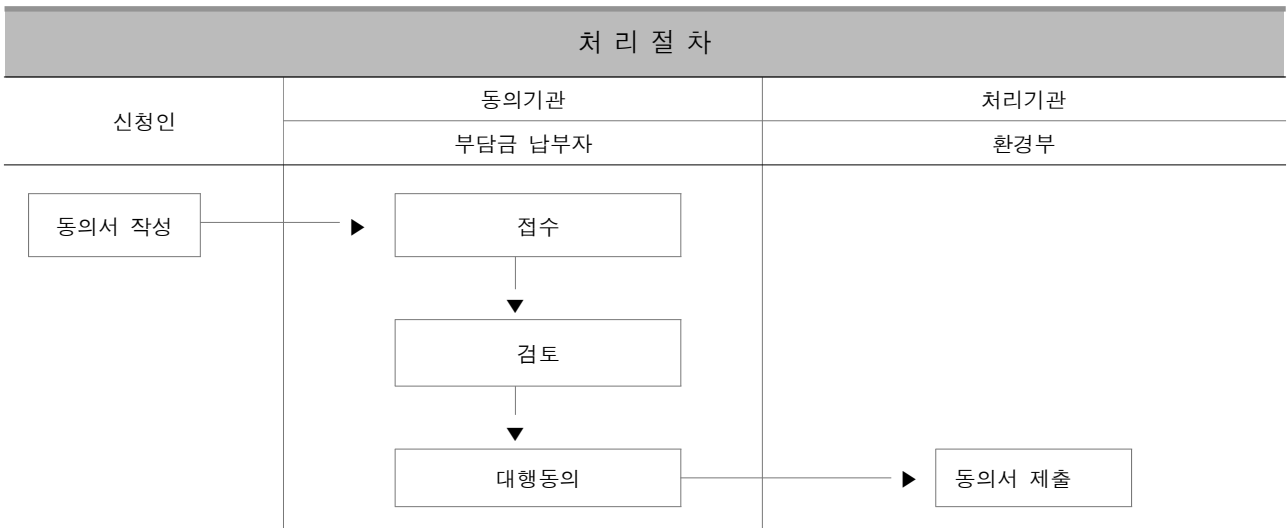 처 리 절 차
신청인
동의기관
처리기관
부담금 납부자
환경부
동의서 작성
접수
검토
대행동의
동의서 제출